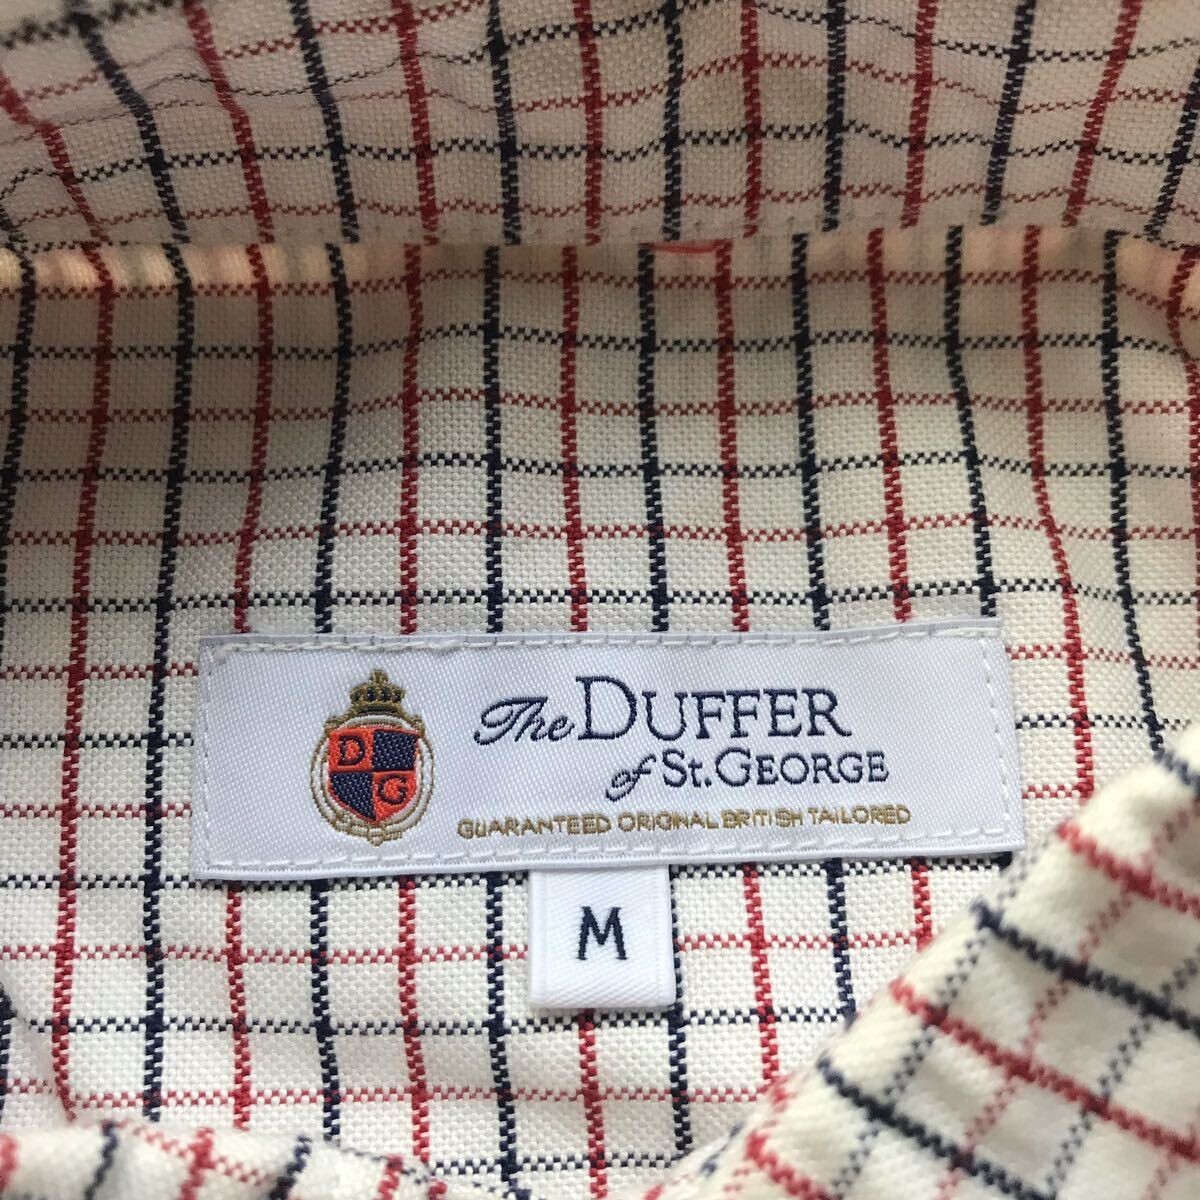 D
G
The DUFFER
of St. GEORGE
GUARANTEED ORIGINAL BRITISH TAILORED
M